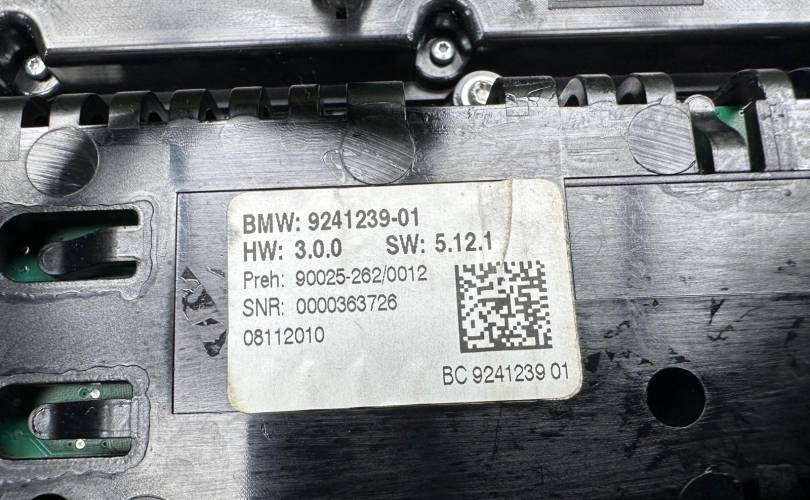 BMW: 9241239-01
HW: 3.0.0 SW: 5.12.1
Preh: 90025-262/0012
SNR: 0000363726
08112010
BC 9241239 01